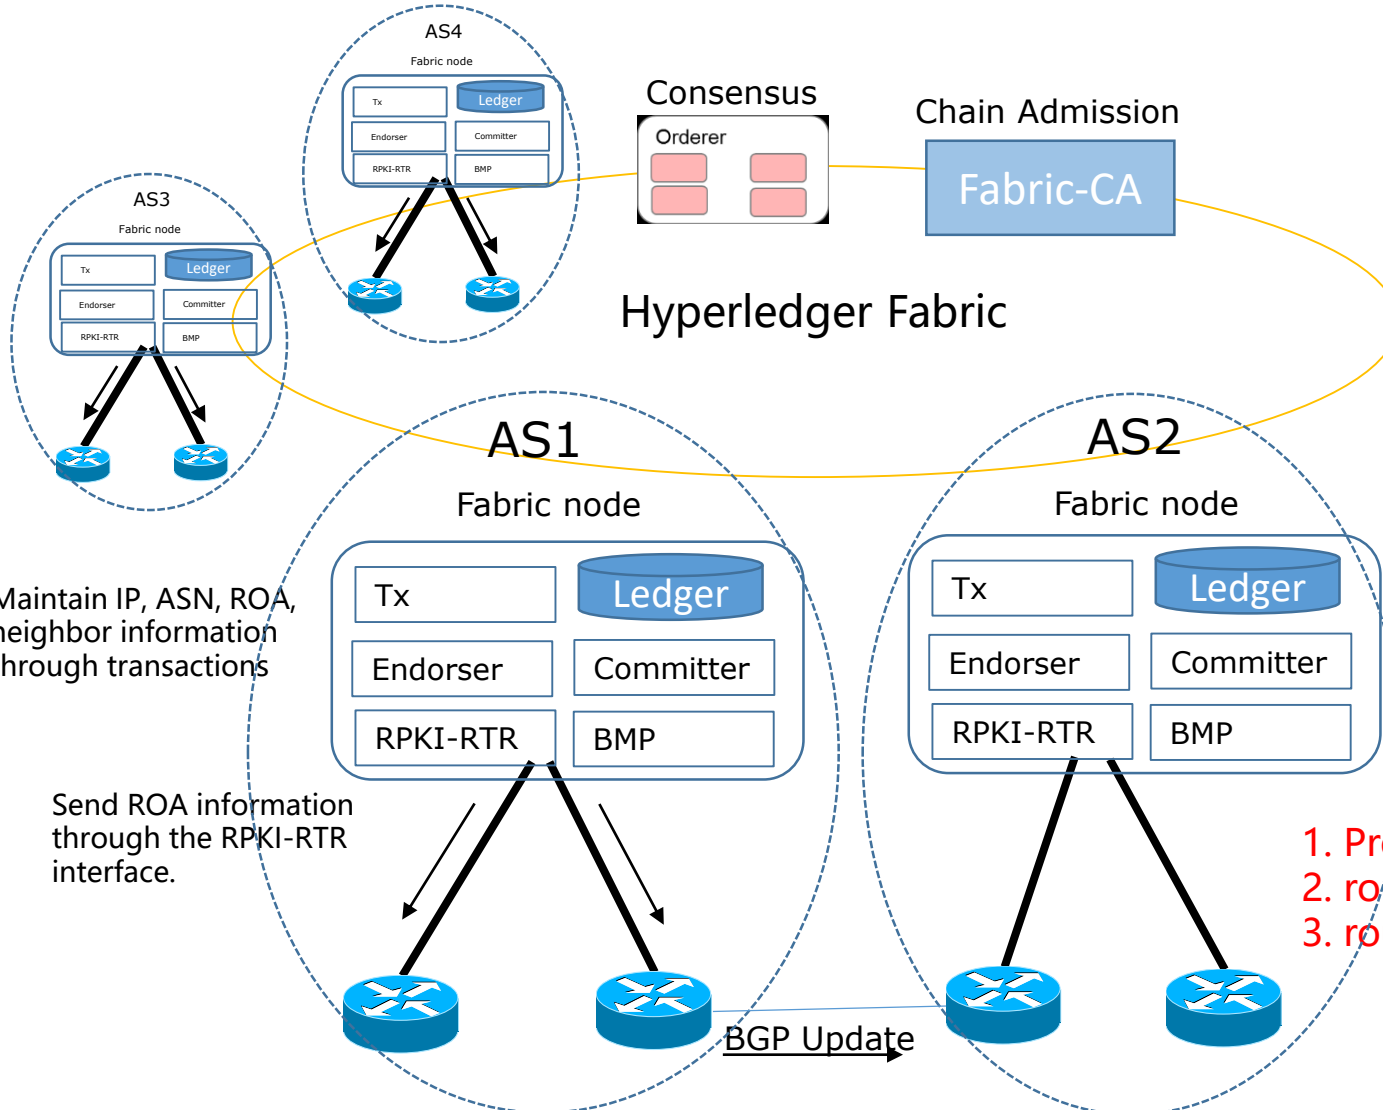 AS4
Fabric node
Tx
Ledger
Endorser
Committer
RPKI-RTR
BMP
Consensus
Orderer
Chain Admission
Fabric-CA
AS3
Fabric node
Tx
Ledger
Endorser
Committer
RPKI-RTR
BMP
Hyperledger Fabric
AS1
Fabric node
Tx
Ledger
Endorser
Committer
RPKI-RTR
BMP
AS2
Fabric node
Tx
Ledger
Endorser
Committer
RPKI-RTR
BMP
Maintain IP, ASN, ROA,
neighbor information
through transactions
Send ROA information
through the RPKI-RTR
interface.
1.
2.
3.
BGP Update